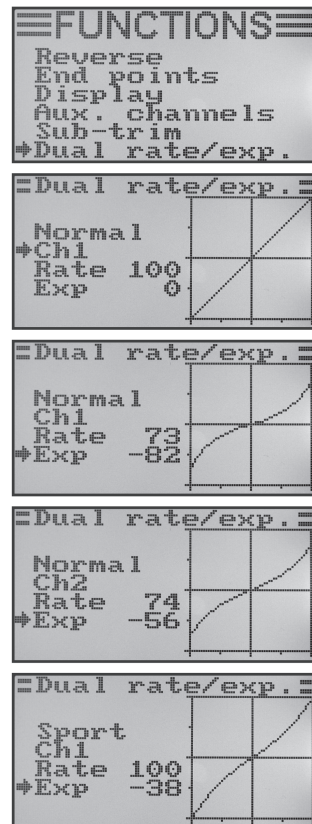 FUNCTIONS
Reverse
End points
Display
Aux. channels
Sub-trim
Dual rate/exp.
Dual rate/exp.
Normal
Ch1
Rate 100
Exp 0
Dual rate/exp.
Normal
Ch1
Rate 73
Exp -82
Dual rate/exp.
Normal
Ch2
Rate 74
Exp -56
Dual rate/exp.
Sport
Ch1
Rate 100
Exp -38